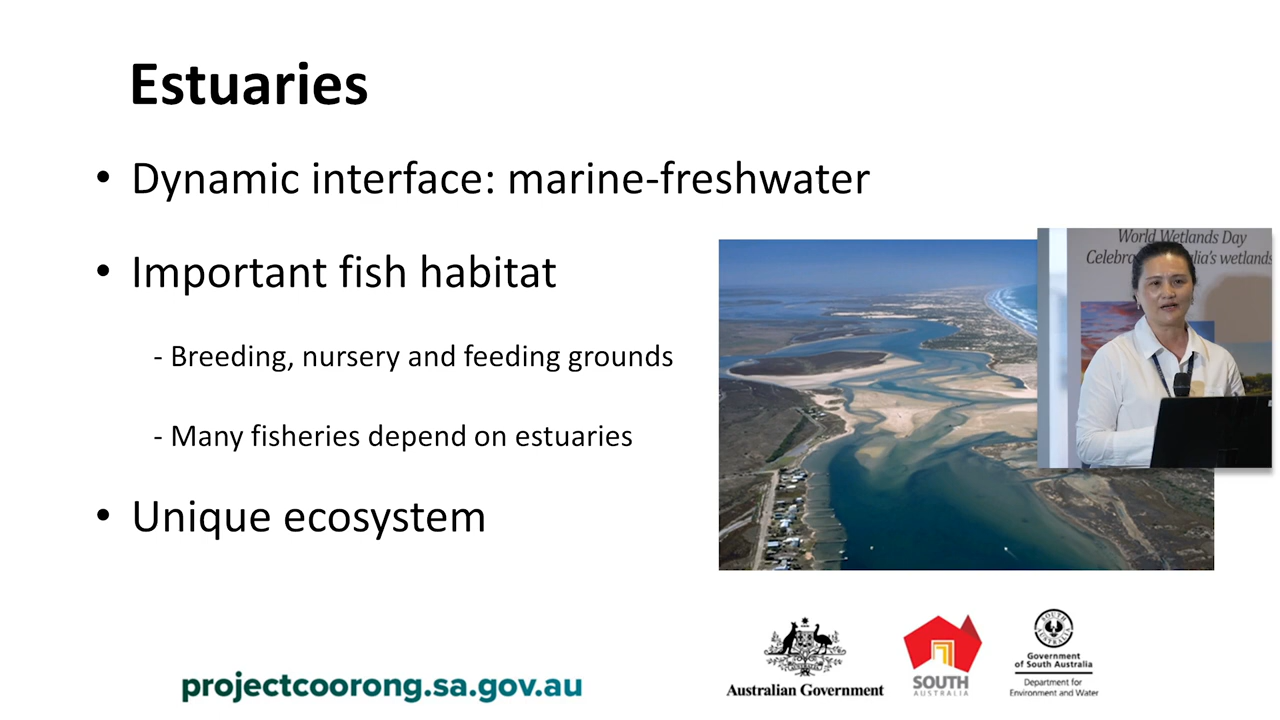 Estuaries
• Dynamic interface: marine-freshwater
• Important fish habitat
- Breeding, nursery and feeding grounds
- Many fisheries depend on estuaries
• Unique ecosystem
World Wetlands Day
wetlands
projectcoorong.sa.gov.au
Australian Government
SOUTH
AUSTRALIA
SOUTH
AUSTRALIA
Government
of South Australia
Department for
Environment and Water